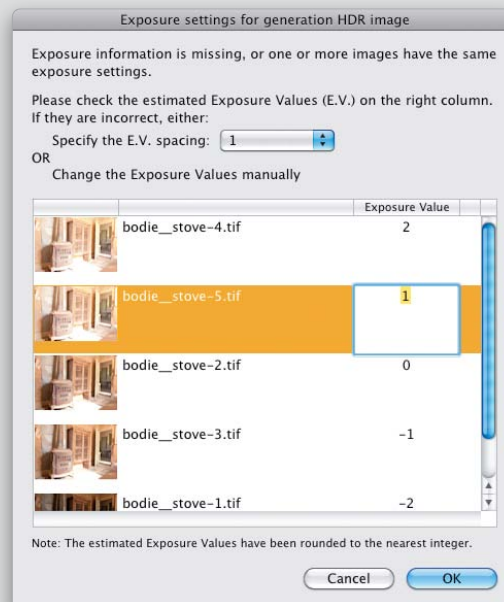 Exposure settings for generation HDR image
Exposure information is missing, or one or more images have the same
exposure settings.
Please check the estimated Exposure Values (E.V.) on the right column.
If they are incorrect, either:
Specify the E.V. spacing: 1
OR
Change the Exposure Values manually
Exposure Value
bodie__stove-4.tif 2
bodie__stove-5.tif 1
bodie__stove-2.tif 0
bodie__stove-3.tif -1
bodie__stove-1.tif -2
Note: The estimated Exposure Values have been rounded to the nearest integer.
Cancel OK